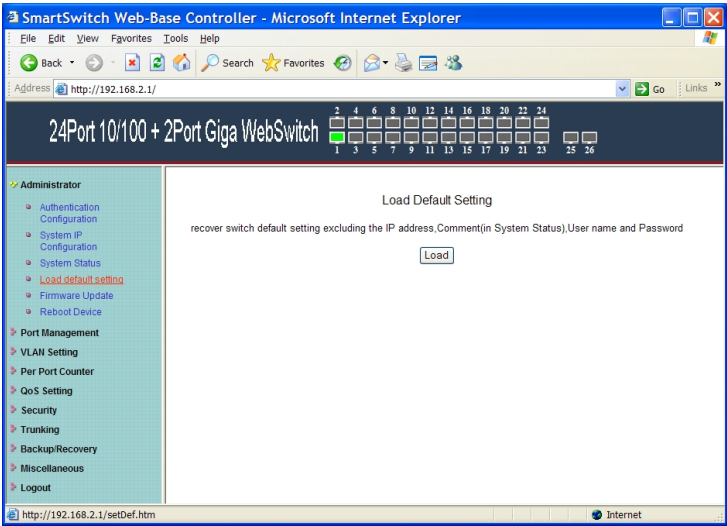 SmartSwitch Web-Base Controller - Microsoft Internet Explorer
File Edit View Favorites Tools Help
Back Search Favorites
Address http://192.168.2.1/ Go Links »
24Port 10/100 + 2Port Giga WebSwitch
2 4 6 8 10 12 14 16 18 20 22 24
1 3 5 7 9 11 13 15 17 19 21 23 25 26
Administrator
Authentication
Configuration
System IP
Configuration
System Status
Load default setting
Firmware Update
Reboot Device
Port Management
VLAN Setting
Per Port Counter
QoS Setting
Security
Trunking
Backup/Recovery
Miscellaneous
Logout
Load Default Setting
recover switch default setting excluding the IP address,Comment(in System Status),User name and Password
Load
http://192.168.2.1/setDef.htm Internet